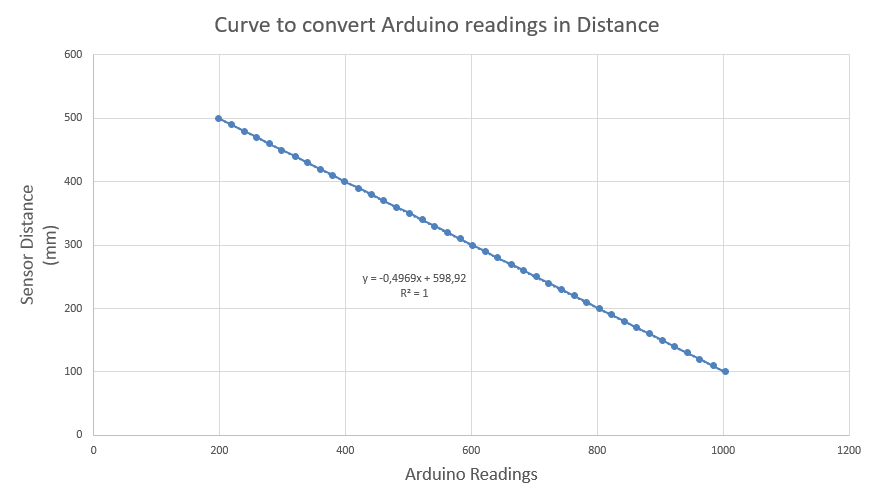 Curve to convert Arduino readings in Distance
600
500
400
300
200
100
0
Sensor Distance
(mm)
y = -0,4969x + 598,92
R² = 1
0 200 400 600 800 1000 1200
Arduino Readings